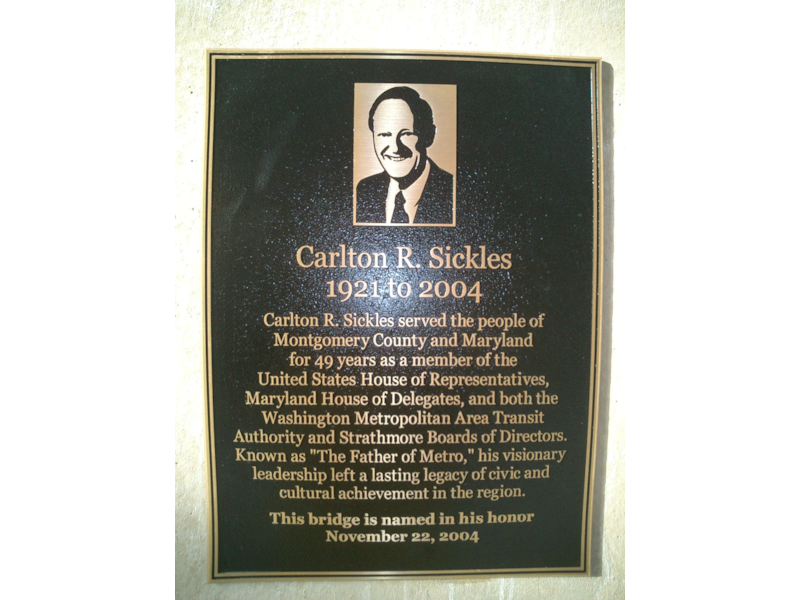 Carlton R. Sickles
1921 to 2004
Carlton R. Sickles served the people of
Montgomery County and Maryland
for 49 years as a member of the
United States House of Representatives,
Maryland House of Delegates, and both the
Washington Metropolitan Area Transit
Authority and Strathmore Boards of Directors.
Known as "The Father of Metro," his visionary
leadership left a lasting legacy of civic and
cultural achievement in the region.
This bridge is named in his honor
November 22, 2004